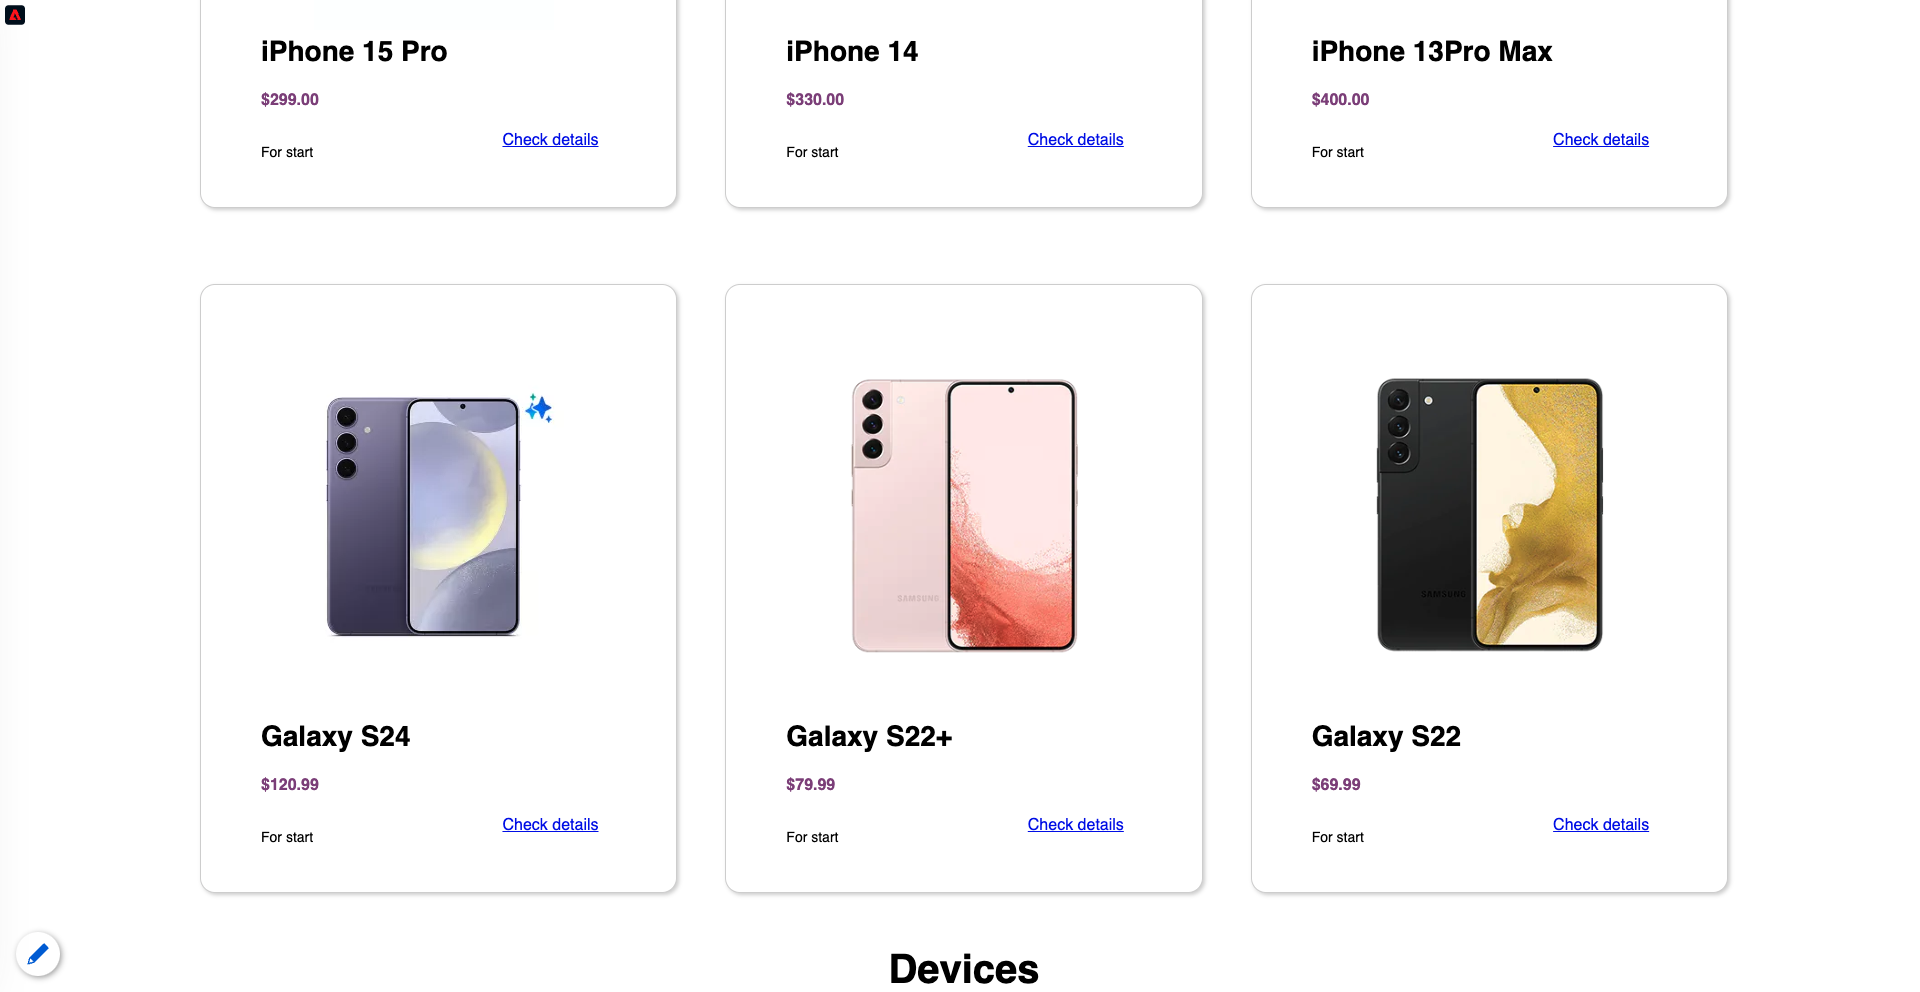 iPhone 15 Pro
$299.00
For start
Check details
iPhone 14
$330.00
For start
Check details
iPhone 13Pro Max
$400.00
For start
Check details
SAMSUNG
SAMSUNG
Galaxy S24
$120.99
For start
Check details
Galaxy S22+
$79.99
For start
Check details
Galaxy S22
$69.99
For start
Check details
Devices